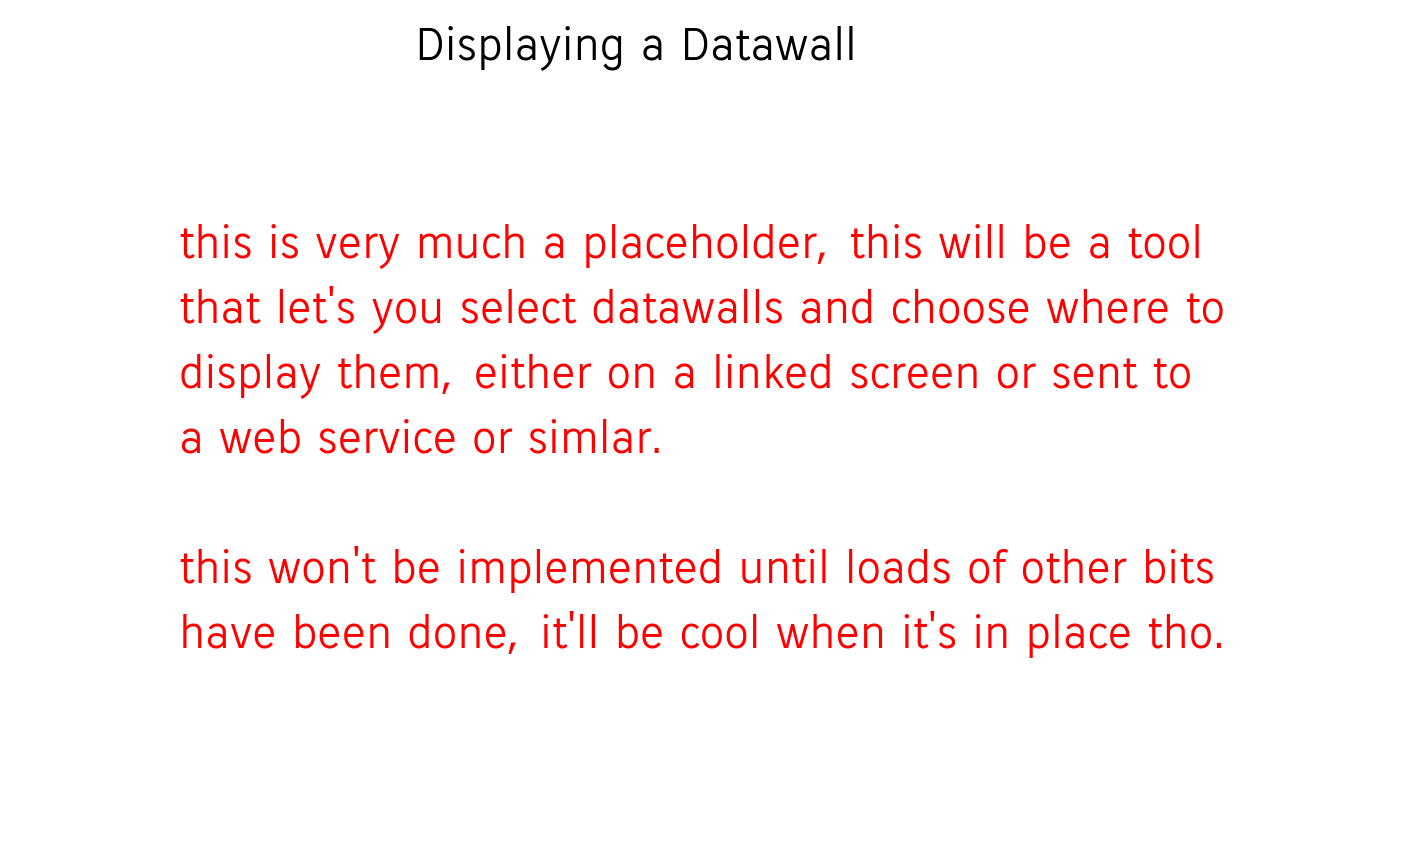 Displaying a Datawall
this is very much a placeholder, this will be a tool
that let's you select datawalls and choose where to
display them, either on a linked screen or sent to
a web service or simlar.
this won't be implemented until loads of other bits
have been done, it'll be cool when it's in place tho.